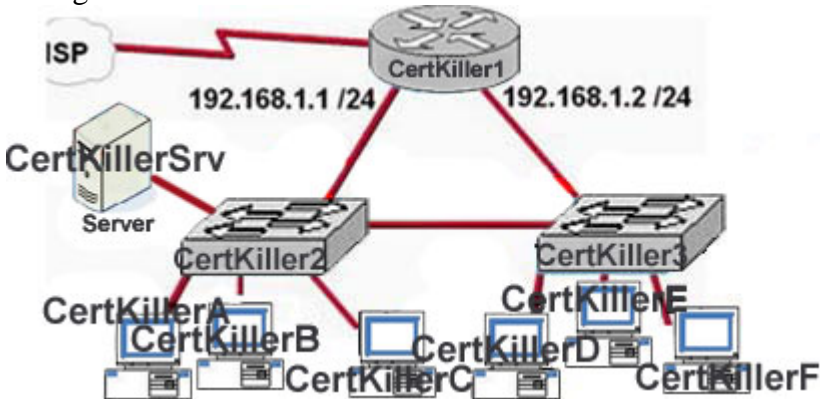 ISP
CertKiller1
192.168.1.1 /24
192.168.1.2 /24
CertKillerSrv
Server
CertKiller2
CertKiller3
CertKillerA
CertKillerB
CertKillerC
CertKillerD
CertKillerE
CertKillerF